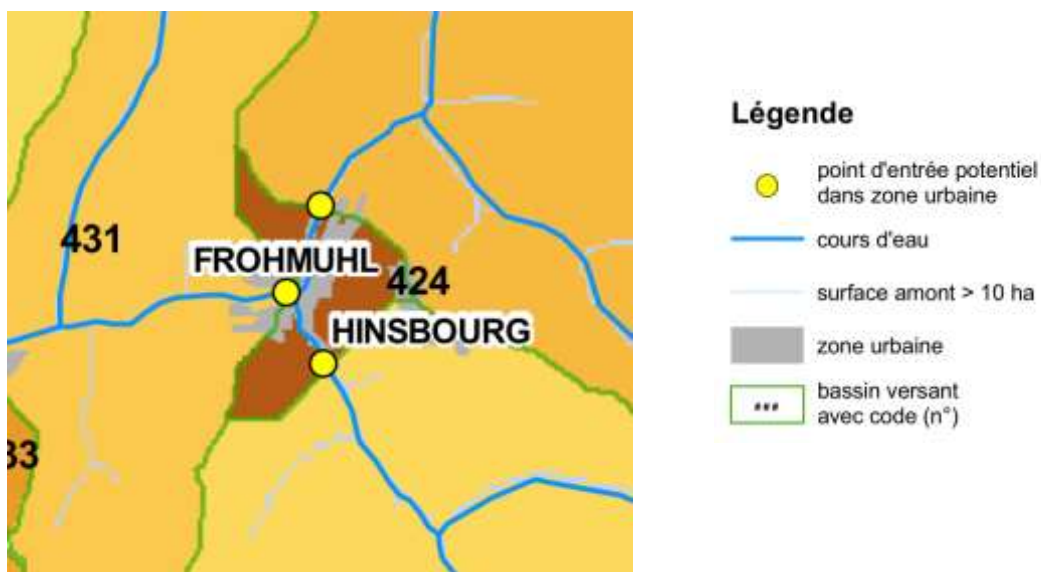 431
FROHMUHL
424
HINSBOURG
33
Légende
point d'entrée potentiel
dans zone urbaine
cours d'eau
surface amont > 10 ha
zone urbaine
###
bassin versant
avec code (n°)